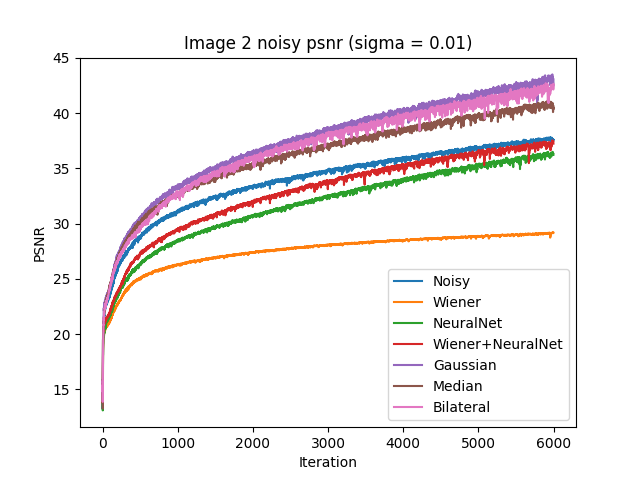 Image 2 noisy psnr (sigma = 0.01)
PSNR
45
40
35
30
25
20
15
Noisy
Wiener
NeuralNet
Wiener+NeuralNet
Gaussian
Median
Bilateral
0 1000 2000 3000 4000 5000 6000
Iteration